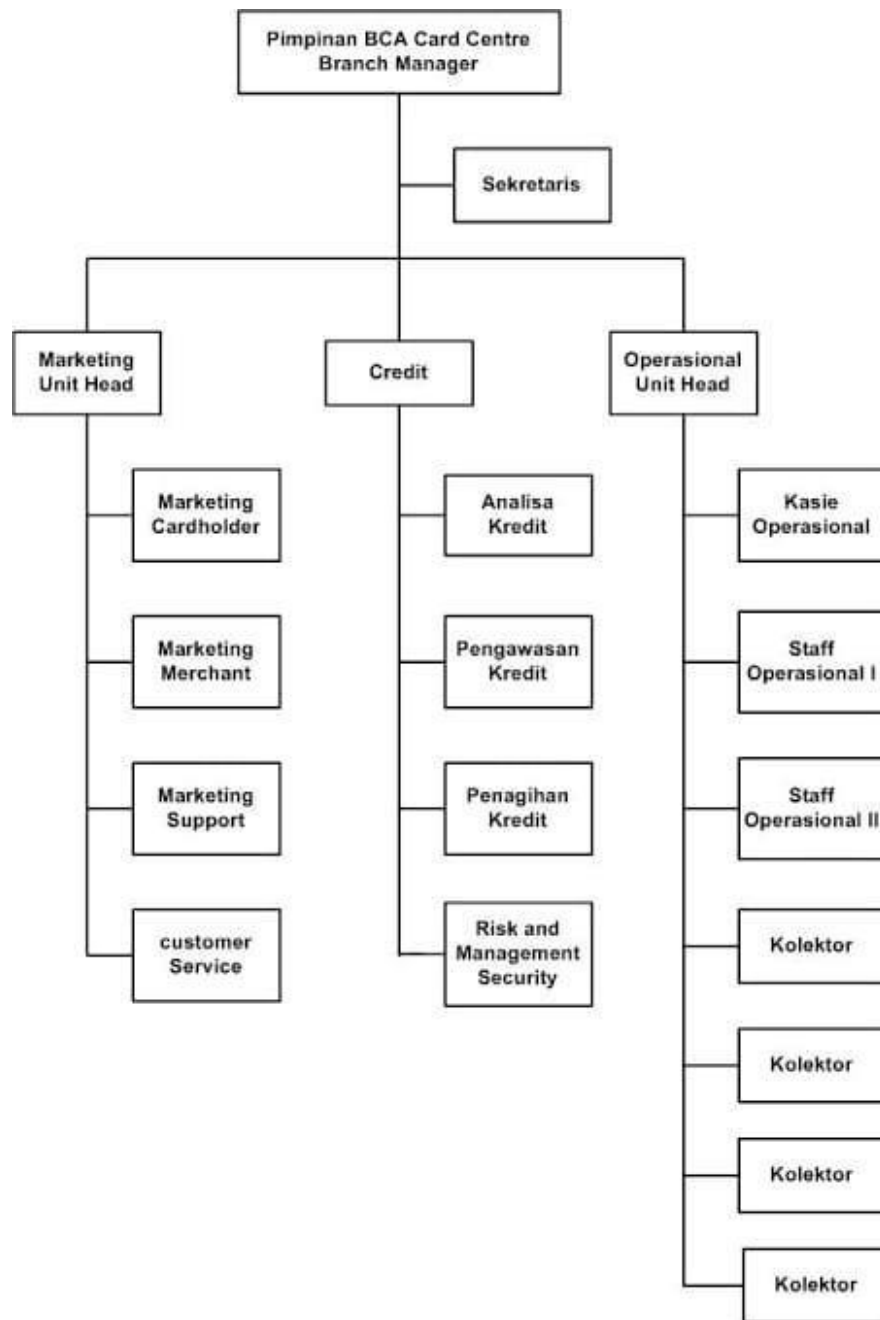 Pimpinan BCA Card Centre
Branch Manager
Sekretaris
Marketing
Unit Head
Credit
Operasional
Unit Head
Marketing
Cardholder
Analisa
Kredit
Kasie
Operasional
Marketing
Merchant
Pengawasan
Kredit
Staff
Operasional I
Marketing
Support
Penagihan
Kredit
Staff
Operasional II
customer
Service
Risk and
Management
Security
Kolektor
Kolektor
Kolektor
Kolektor